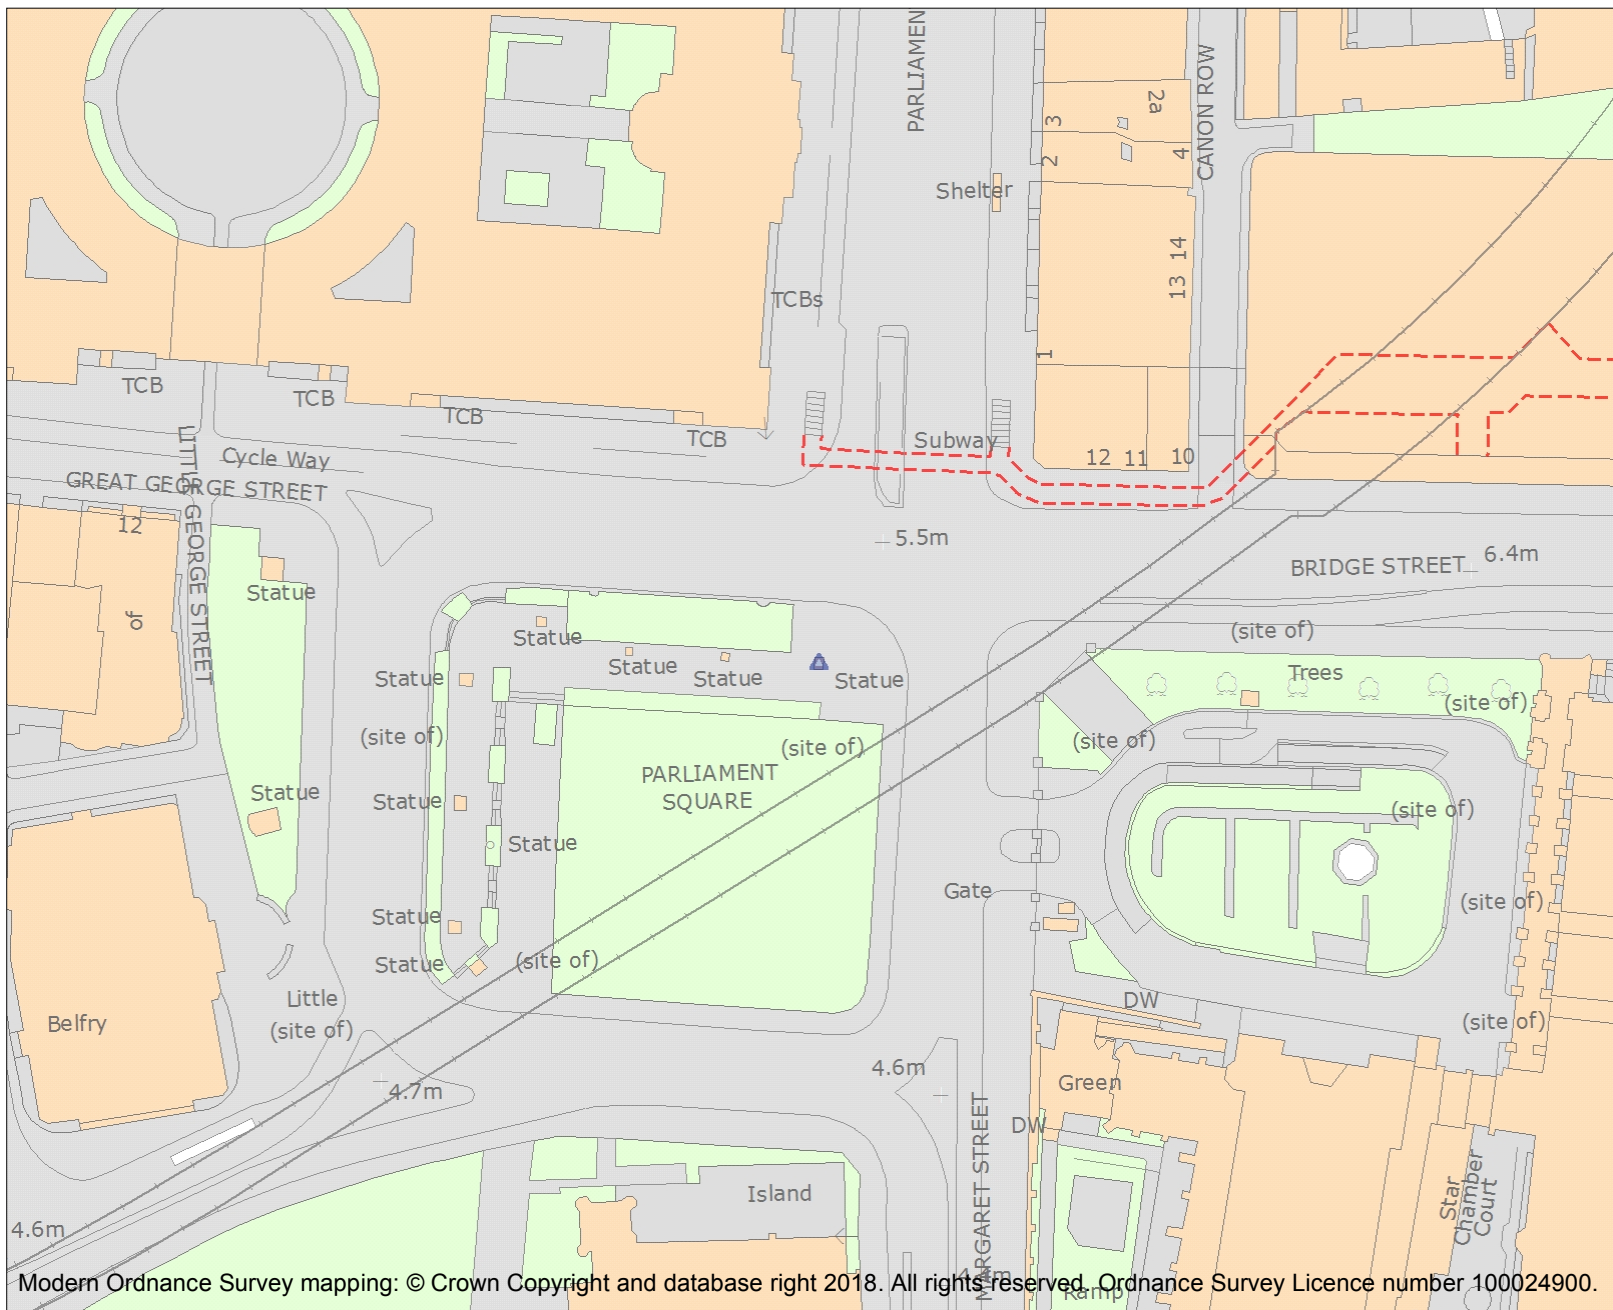 PARLIAMEN
CANON ROW
2a
3
2
4
Shelter
14
13
TCBs
1
TCB
TCB
TCB
TCB
Subway
12
11
10
Cycle Way
GREAT GEORGE STREET
LITTLE GEORGE STREET
12
of
5.5m
6.4m
BRIDGE STREET
Statue
(site of)
Statue
Statue
Statue
Statue
Statue
Trees
(site of)
(site of)
(site of)
(site of)
PARLIAMENT
SQUARE
Statue
Statue
(site of)
Statue
Gate
(site of)
Statue
Statue
(site of)
Little
(site of)
DW
(site of)
Belfry
4.6m
Green
4.7m
DW
MARGARET STREET
Island
Star
Chamber
Court
4.6m
Ramp
Modern Ordnance Survey mapping: © Crown Copyright and database right 2018. All rights reserved. Ordnance Survey Licence number 100024900.